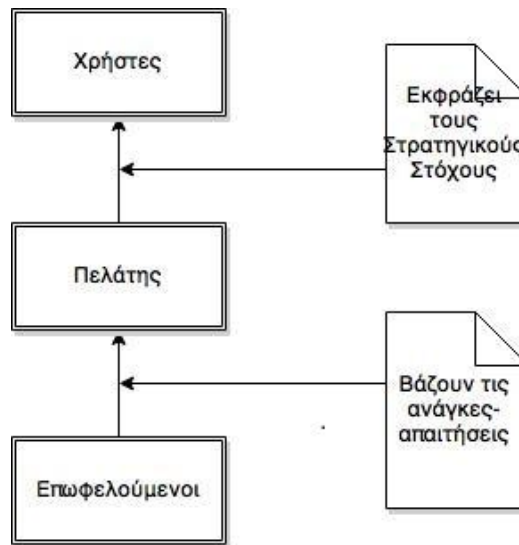 Χρήστες
Εκφράζει
τους
Στρατηγικούς
Στόχους
Πελάτης
Βάζουν τις
ανάγκες-
απαιτήσεις
Επωφελούμενοι